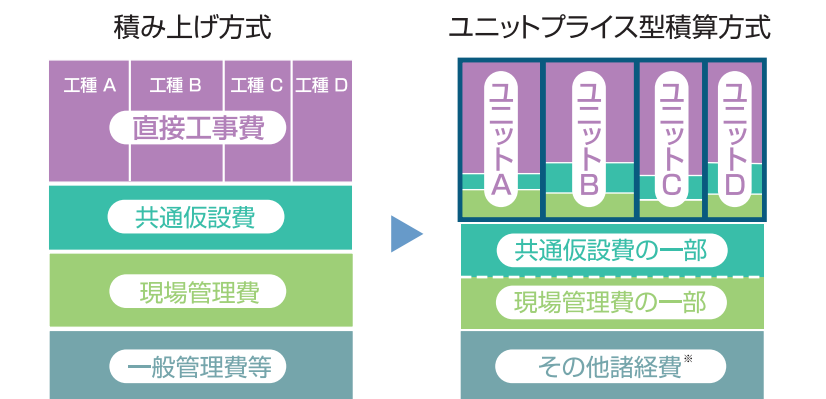 積み上げ方式
工種 A
工種 B
工種 C
工種 D
直接工事費
共通仮設費
現場管理費
一般管理費等
ユニットプライス型積算方式
ユニットA
ユニットB
ユニットC
ユニットD
共通仮設費の一部
現場管理費の一部
その他諸経費※